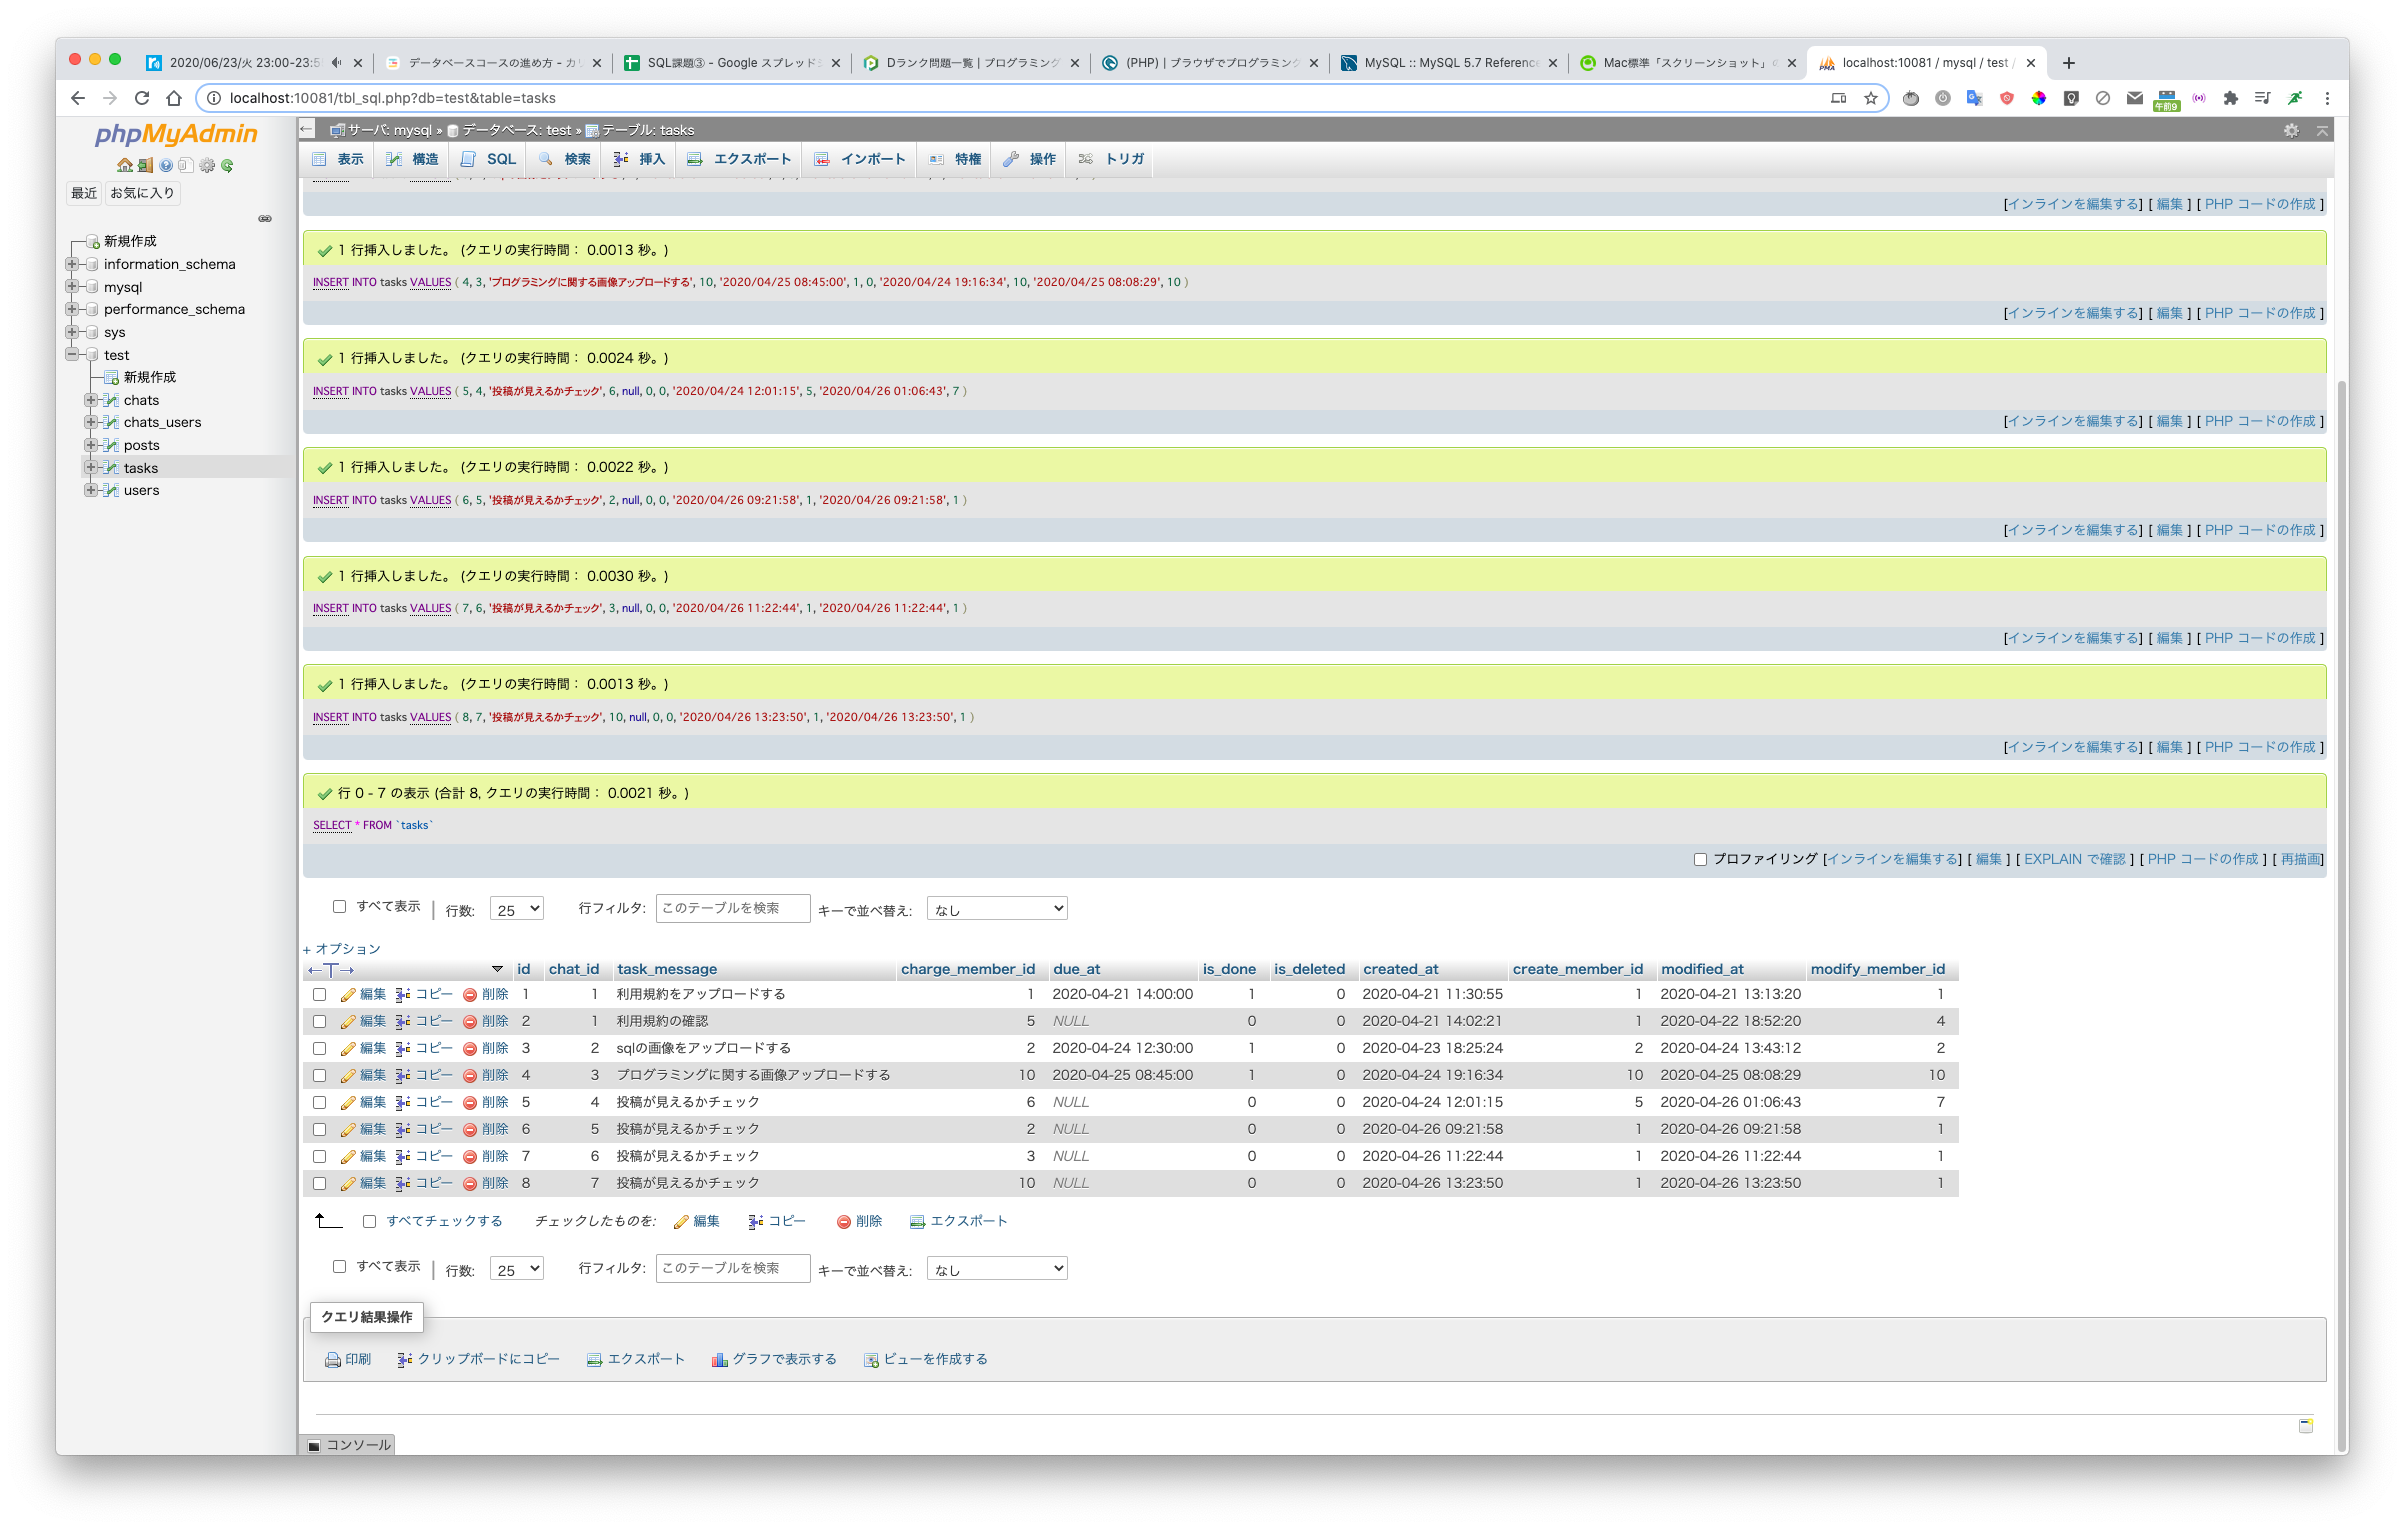 2020/06/23/火 23:00-23:5
データベースコースの進め方 - カリ
SQL課題③ - Google スプレッド
Dランク問題一覧 | プログラミング
(PHP) | ブラウザでプログラミング
MySQL :: MySQL 5.7 Reference
Mac標準「スクリーンショット」の
localhost:10081 / mysql / test /
localhost:10081/tbl_sql.php?db=test&table=tasks
午前9
phpMyAdmin
最近 お気に入り
新規作成
information_schema
mysql
performance_schema
sys
test
新規作成
chats
chats_users
posts
tasks
users
サーバ: mysql » データベース: test » テーブル: tasks
表示 構造 SQL 検索 挿入 エクスポート インポート 特権 操作 トリガ
[インラインを編集する] [ 編集 ] [ PHP コードの作成 ]
1 行挿入しました。 (クエリの実行時間： 0.0013 秒。)
INSERT INTO tasks VALUES ( 4, 3, 'プログラミングに関する画像アップロードする', 10, '2020/04/25 08:45:00', 1, 0, '2020/04/24 19:16:34', 10, '2020/04/25 08:08:29', 10 )
[インラインを編集する] [ 編集 ] [ PHP コードの作成 ]
1 行挿入しました。 (クエリの実行時間： 0.0024 秒。)
INSERT INTO tasks VALUES ( 5, 4, '投稿が見えるかチェック', 6, null, 0, 0, '2020/04/24 12:01:15', 5, '2020/04/26 01:06:43', 7 )
[インラインを編集する] [ 編集 ] [ PHP コードの作成 ]
1 行挿入しました。 (クエリの実行時間： 0.0022 秒。)
INSERT INTO tasks VALUES ( 6, 5, '投稿が見えるかチェック', 2, null, 0, 0, '2020/04/26 09:21:58', 1, '2020/04/26 09:21:58', 1 )
[インラインを編集する] [ 編集 ] [ PHP コードの作成 ]
1 行挿入しました。 (クエリの実行時間： 0.0030 秒。)
INSERT INTO tasks VALUES ( 7, 6, '投稿が見えるかチェック', 3, null, 0, 0, '2020/04/26 11:22:44', 1, '2020/04/26 11:22:44', 1 )
[インラインを編集する] [ 編集 ] [ PHP コードの作成 ]
1 行挿入しました。 (クエリの実行時間： 0.0013 秒。)
INSERT INTO tasks VALUES ( 8, 7, '投稿が見えるかチェック', 10, null, 0, 0, '2020/04/26 13:23:50', 1, '2020/04/26 13:23:50', 1 )
[インラインを編集する] [ 編集 ] [ PHP コードの作成 ]
行 0 - 7 の表示 (合計 8, クエリの実行時間： 0.0021 秒。)
SELECT * FROM `tasks`
プロファイリング [インラインを編集する] [ 編集 ] [ EXPLAIN で確認 ] [ PHP コードの作成 ] [ 再描画]
すべて表示 | 行数: 25 行フィルタ: このテーブルを検索 キーで並べ替え: なし
+ オプション
←T→ id chat_id task_message charge_member_id due_at is_done is_deleted created_at create_member_id modified_at modify_member_id
編集 コピー 削除 1 1 利用規約をアップロードする 1 2020-04-21 14:00:00 1 0 2020-04-21 11:30:55 1 2020-04-21 13:13:20 1
編集 コピー 削除 2 1 利用規約の確認 5 NULL 0 0 2020-04-21 14:02:21 1 2020-04-22 18:52:20 4
編集 コピー 削除 3 2 sqlの画像をアップロードする 2 2020-04-24 12:30:00 1 0 2020-04-23 18:25:24 2 2020-04-24 13:43:12 2
編集 コピー 削除 4 3 プログラミングに関する画像アップロードする 10 2020-04-25 08:45:00 1 0 2020-04-24 19:16:34 10 2020-04-25 08:08:29 10
編集 コピー 削除 5 4 投稿が見えるかチェック 6 NULL 0 0 2020-04-24 12:01:15 5 2020-04-26 01:06:43 7
編集 コピー 削除 6 5 投稿が見えるかチェック 2 NULL 0 0 2020-04-26 09:21:58 1 2020-04-26 09:21:58 1
編集 コピー 削除 7 6 投稿が見えるかチェック 3 NULL 0 0 2020-04-26 11:22:44 1 2020-04-26 11:22:44 1
編集 コピー 削除 8 7 投稿が見えるかチェック 10 NULL 0 0 2020-04-26 13:23:50 1 2020-04-26 13:23:50 1
すべてチェックする チェックしたものを: 編集 コピー 削除 エクスポート
すべて表示 | 行数: 25 行フィルタ: このテーブルを検索 キーで並べ替え: なし
クエリ結果操作
印刷 クリップボードにコピー エクスポート グラフで表示する ビューを作成する
コンソール